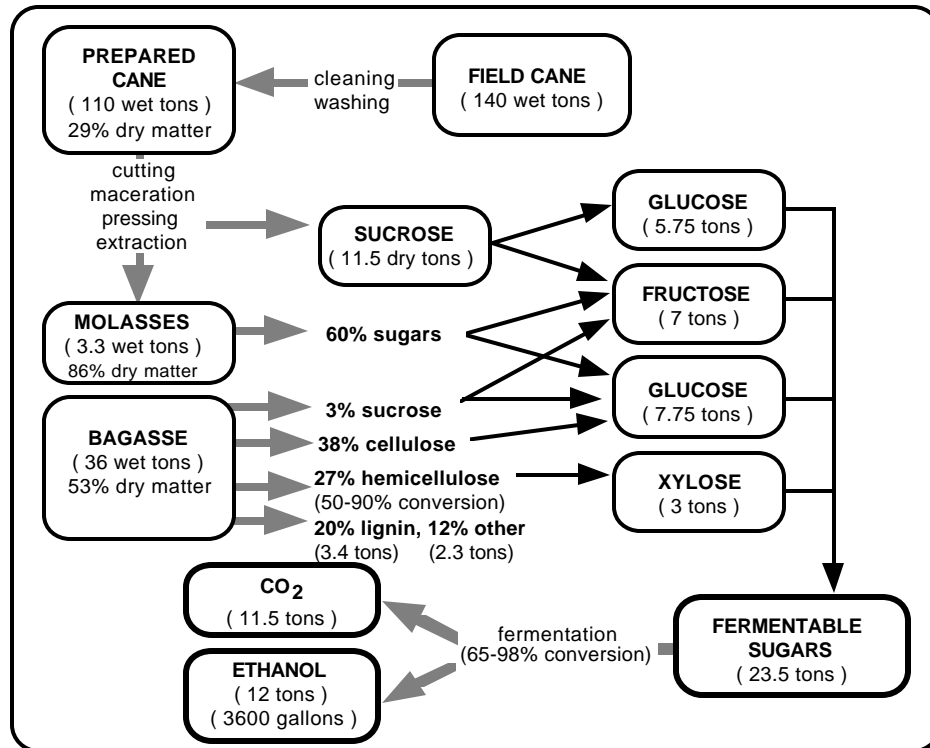 PREPARED
CANE
( 110 wet tons )
29% dry matter
cleaning
washing
FIELD CANE
( 140 wet tons )
cutting
maceration
pressing
extraction
SUCROSE
( 11.5 dry tons )
GLUCOSE
( 5.75 tons )
FRUCTOSE
( 7 tons )
MOLASSES
( 3.3 wet tons )
86% dry matter
60% sugars
GLUCOSE
( 7.75 tons )
BAGASSE
( 36 wet tons )
53% dry matter
3% sucrose
38% cellulose
27% hemicellulose
(50-90% conversion)
20% lignin, 12% other
(3.4 tons) (2.3 tons)
XYLOSE
( 3 tons )
CO2
( 11.5 tons )
ETHANOL
( 12 tons )
( 3600 gallons )
fermentation
(65-98% conversion)
FERMENTABLE
SUGARS
( 23.5 tons )